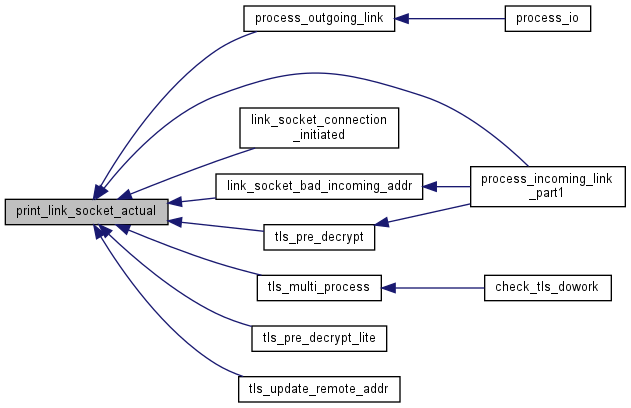 process_outgoing_link
process_io
link_socket_connection
_initiated
process_incoming_link
_part1
link_socket_bad_incoming_addr
print_link_socket_actual
tls_pre_decrypt
tls_multi_process
check_tls_dowork
tls_pre_decrypt_lite
tls_update_remote_addr